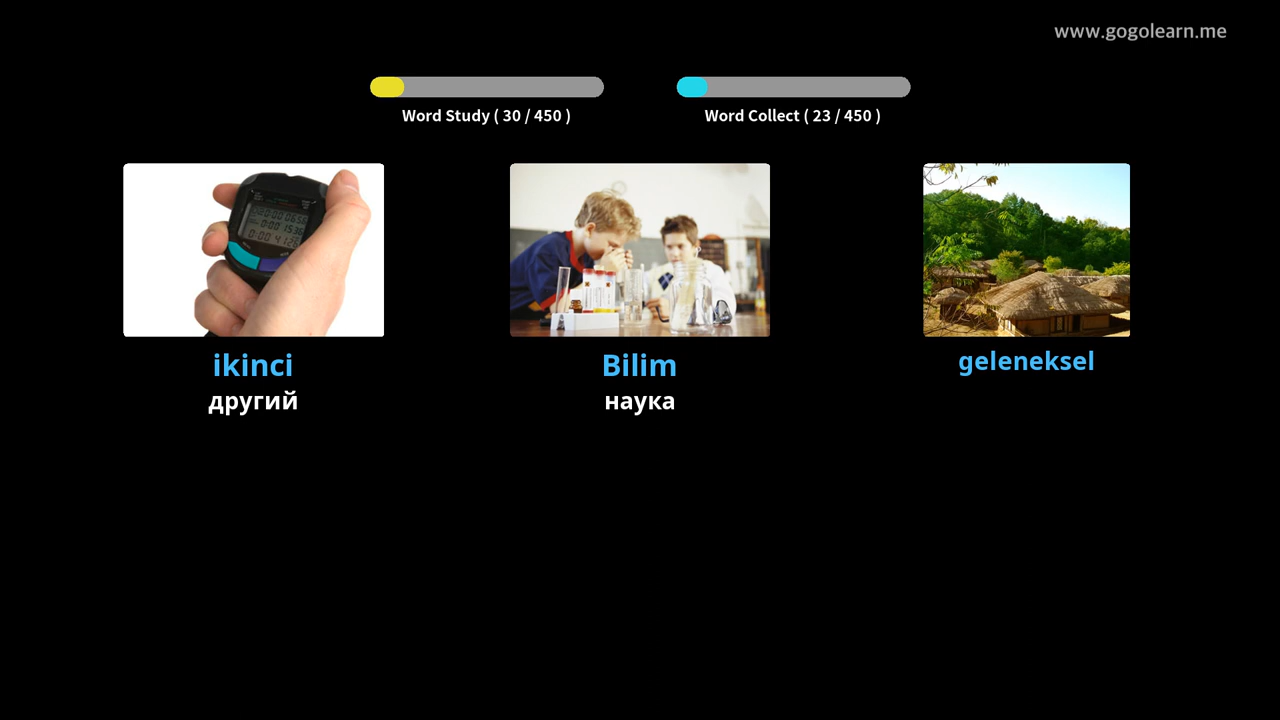 www.gogolearn.me
Word Study ( 30 / 450 )
Word Collect ( 23 / 450 )
ikinci
другий
Bilim
наука
geleneksel